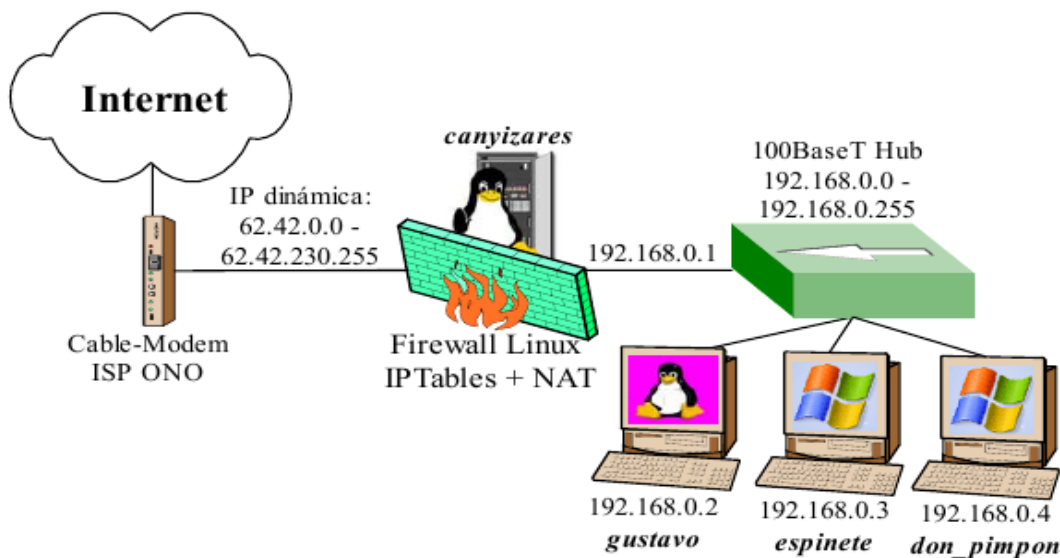 Internet
canyizares
IP dinámica:
62.42.0.0 -
62.42.230.255
100BaseT Hub
192.168.0.0 -
192.168.0.255
192.168.0.1
Cable-Modem
ISP ONO
Firewall Linux
IPTables + NAT
192.168.0.2
gustavo
192.168.0.3
espinete
192.168.0.4
don_pimpon